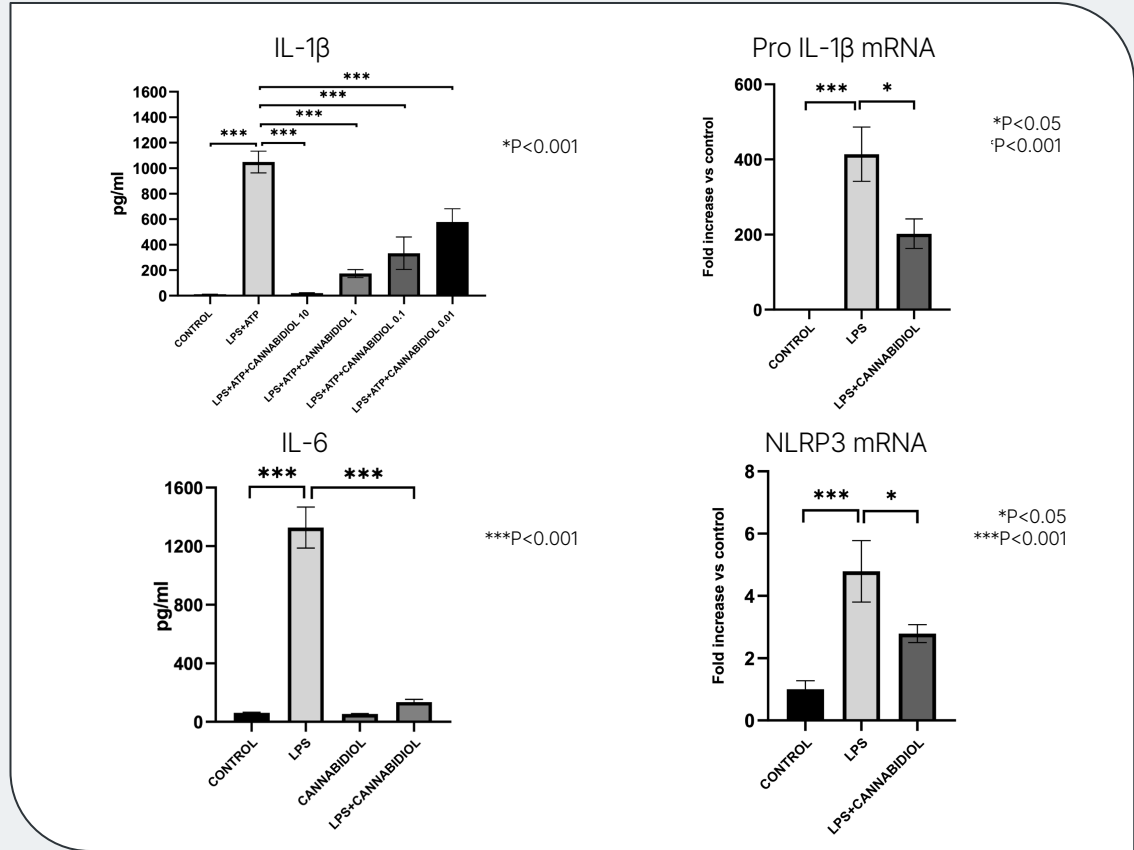 IL-1β
***
***
***
***
***
1600
1400
1200
1000
800
600
400
200
0
pg/ml
CONTROL
LPS+ATP
LPS+ATP+CANNABIDIOL 10
LPS+ATP+CANNABIDIOL 1
LPS+ATP+CANNABIDIOL 0.1
LPS+ATP+CANNABIDIOL 0.01
*P<0.001
Pro IL-1β mRNA
***
*
600
400
200
0
Fold increase vs control
CONTROL
LPS
LPS+CANNABIDIOL
*P<0.05
P<0.001
IL-6
***
***
1600
1200
800
400
0
pg/ml
CONTROL
LPS
CANNABIDIOL
LPS+CANNABIDIOL
***P<0.001
NLRP3 mRNA
***
*
8
6
4
2
0
Fold increase vs control
CONTROL
LPS
LPS+CANNABIDIOL
*P<0.05
***P<0.001